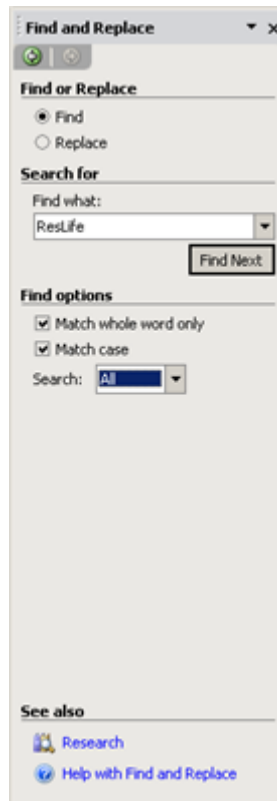 Find and Replace
Find or Replace
Find
Replace
Search for
Find what:
ResLife
Find Next
Find options
Match whole word only
Match case
Search: All
See also
Research
Help with Find and Replace